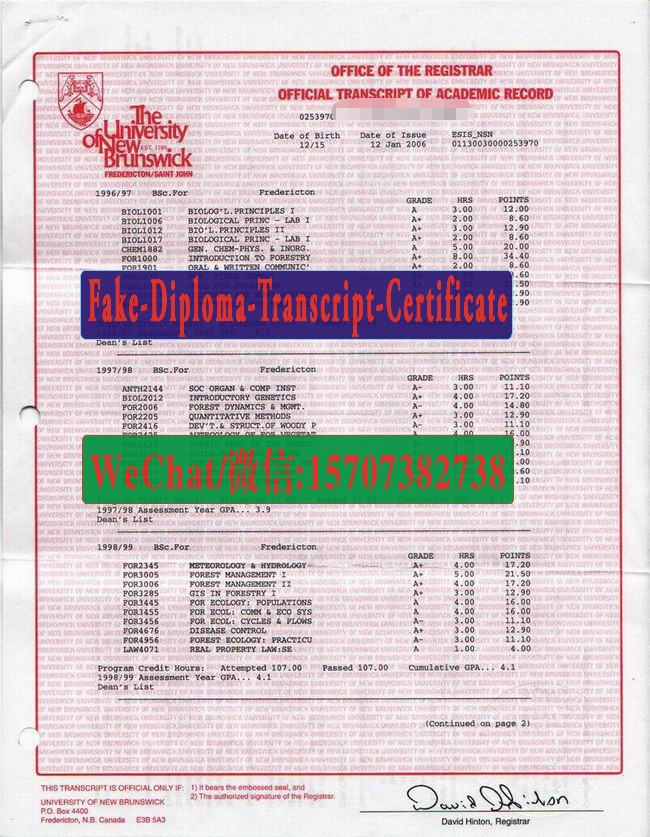 OFFICE OF THE REGISTRAR
OFFICIAL TRANSCRIPT OF ACADEMIC RECORD
The
University
of New
Brunswick
EST. 1785
FREDERICTON/SAINT JOHN
025397
Date of Birth Date of Issue ESIS_NSN
12/15 12 Jan 2006 01130030000253970
1996/97 BSc.For Fredericton
GRADE HRS POINTS
BIOL1001 BIOLOG'L.PRINCIPLES I A 3.00 12.00
BIOL1006 BIOLOGICAL PRINC - LAB I A+ 2.00 8.60
BIOL1012 BIO'L.PRINCIPLES II A+ 3.00 12.90
BIOL1017 BIOLOGICAL PRINC - LAB I A+ 2.00 8.60
CHEM1882 GEN. CHEM-PHYS. & INORG. A 5.00 20.00
FOR1000 INTRODUCTION TO FORESTRY A+ 8.00 34.40
FOR1901 ORAL & WRITTEN COMMUNIC' A+ 2.00 8.60
Fake-Diploma-Transcript-Certificate
Dean's List
1997/98 BSc.For Fredericton
GRADE HRS POINTS
ANTH2144 SOC ORGAN & COMP INST A- 3.00 11.10
BIOL2012 INTRODUCTORY GENETICS A+ 4.00 17.20
FOR2006 FOREST DYNAMICS & MGMT. A- 4.00 14.80
FOR2205 QUANTITATIVE METHODS A+ 3.00 12.90
FOR2416 DEV'T.& STRUCT.OF WOODY P A- 3.00 11.10
WeChat/微信:15707382738
1997/98 Assessment Year GPA... 3.9
Dean's List
1998/99 BSc.For Fredericton
GRADE HRS POINTS
FOR2345 METEOROLOGY & HYDROLOGY A+ 4.00 17.20
FOR3005 FOREST MANAGEMENT I A+ 5.00 21.50
FOR3006 FOREST MANAGEMENT II A+ 4.00 17.20
FOR3285 GIS IN FORESTRY I A+ 3.00 12.90
FOR3445 FOR ECOLOGY: POPULATIONS A 4.00 16.00
FOR3455 FOR ECOL: COMM & ECO SYS A 4.00 16.00
FOR3456 FOR ECOL: CYCLES & FLOWS A- 3.00 11.10
FOR4676 DISEASE CONTROL A+ 3.00 12.90
FOR4956 FOREST ECOLOGY: PRACTICU A- 3.00 11.10
LAW4071 REAL PROPERTY LAW:SE A 1.00 4.00
Program Credit Hours: Attempted 107.00 Passed 107.00 Cumulative GPA... 4.1
1998/99 Assessment Year GPA... 4.1
Dean's List
(Continued on page 2)
THIS TRANSCRIPT IS OFFICIAL ONLY IF: 1) It bears the embossed seal, and
2) The authorized signature of the Registrar.
UNIVERSITY OF NEW BRUNSWICK
P.O. Box 4400
Fredericton, N.B. Canada E3B 5A3
David Hinton, Registrar